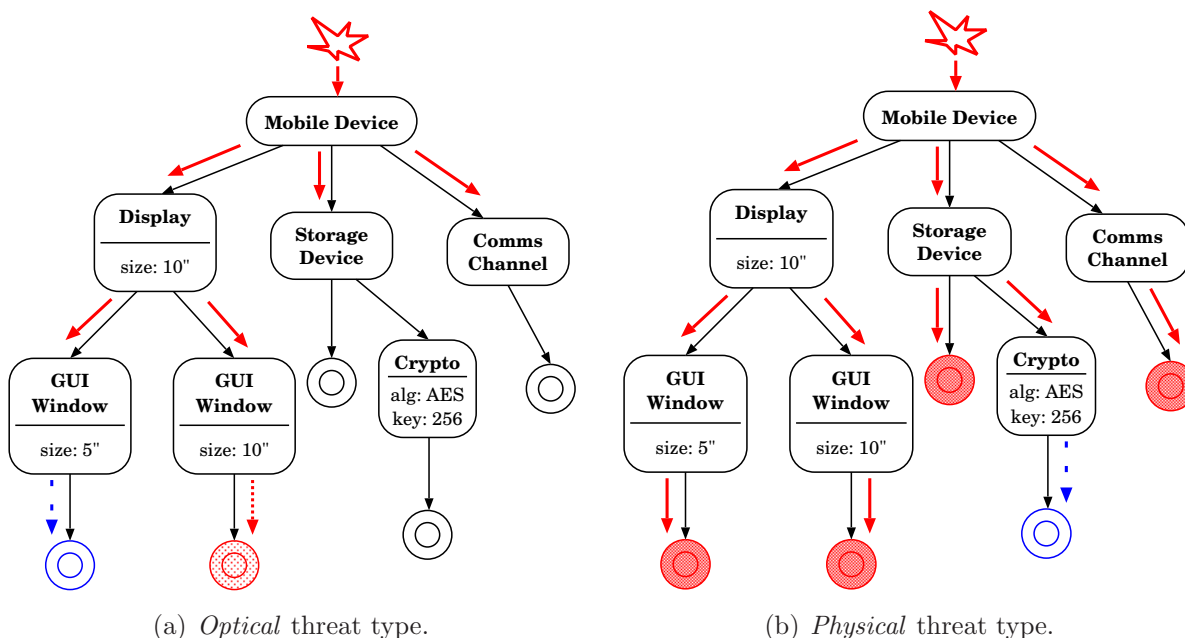 Mobile Device
Display
size: 10"
Storage
Device
Comms
Channel
GUI
Window
size: 5"
GUI
Window
size: 10"
Crypto
alg: AES
key: 256
(a) Optical threat type.
Mobile Device
Display
size: 10"
Storage
Device
Comms
Channel
GUI
Window
size: 5"
GUI
Window
size: 10"
Crypto
alg: AES
key: 256
(b) Physical threat type.